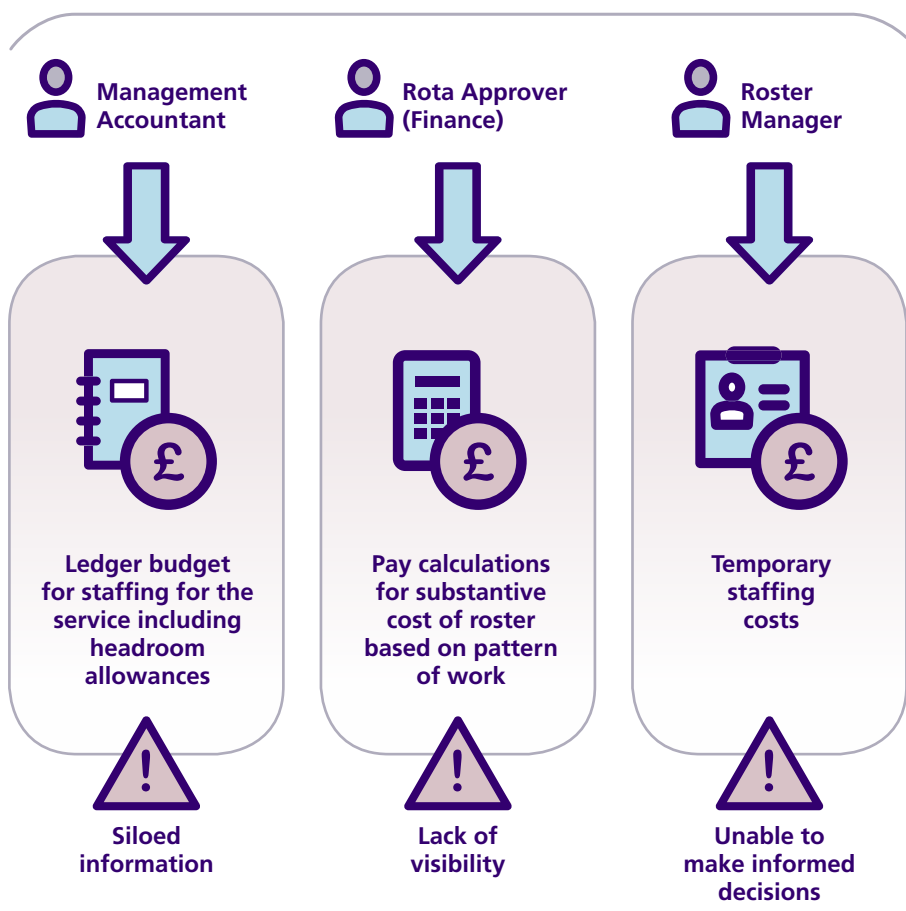 Management
Accountant
Rota Approver
(Finance)
Roster
Manager
£
Ledger budget
for staffing for the
service including
headroom
allowances
£
Pay calculations
for substantive
cost of roster
based on pattern
of work
£
Temporary
staffing
costs
!
Siloed
information
!
Lack of
visibility
!
Unable to
make informed
decisions